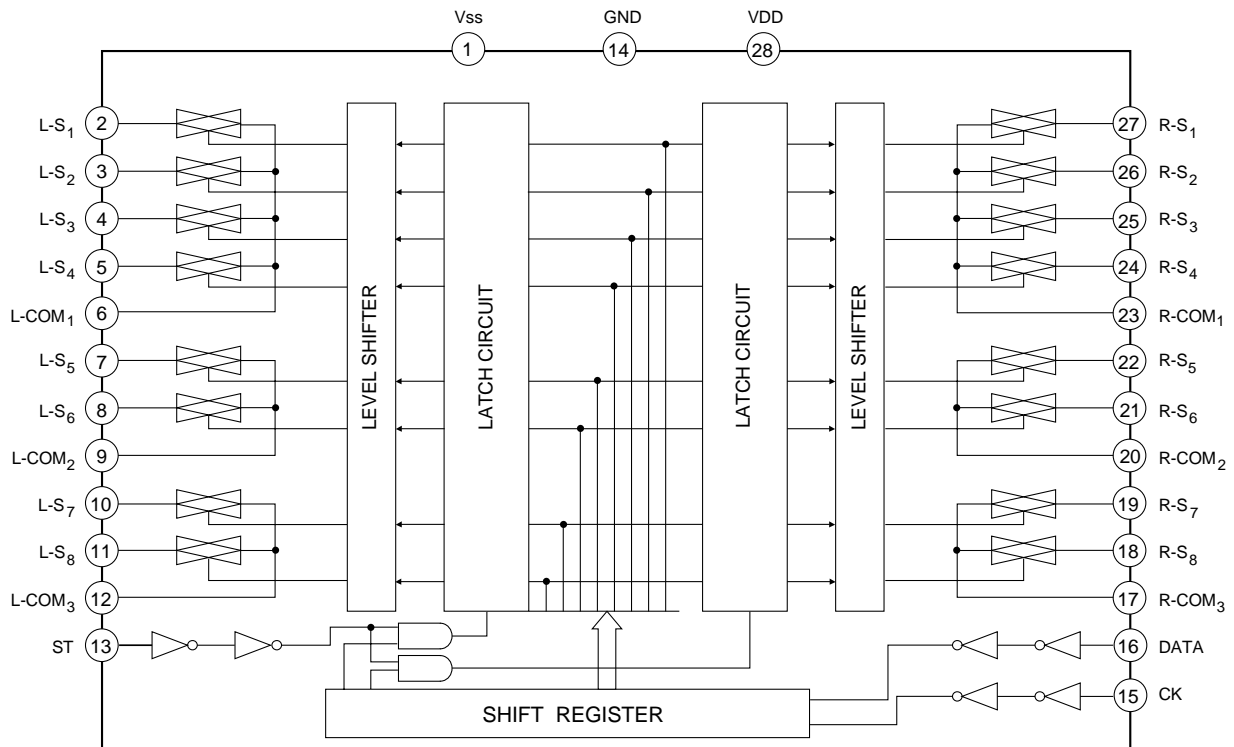 Vss GND VDD
1 14 28
L-S1 2 27 R-S1
L-S2 3 26 R-S2
L-S3 4 25 R-S3
L-S4 5 24 R-S4
L-COM1 6 23 R-COM1
L-S5 7 22 R-S5
L-S6 8 21 R-S6
L-COM2 9 20 R-COM2
L-S7 10 19 R-S7
L-S8 11 18 R-S8
L-COM3 12 17 R-COM3
ST 13 16 DATA
15 CK
LEVEL SHIFTER
LATCH CIRCUIT
LATCH CIRCUIT
LEVEL SHIFTER
SHIFT REGISTER